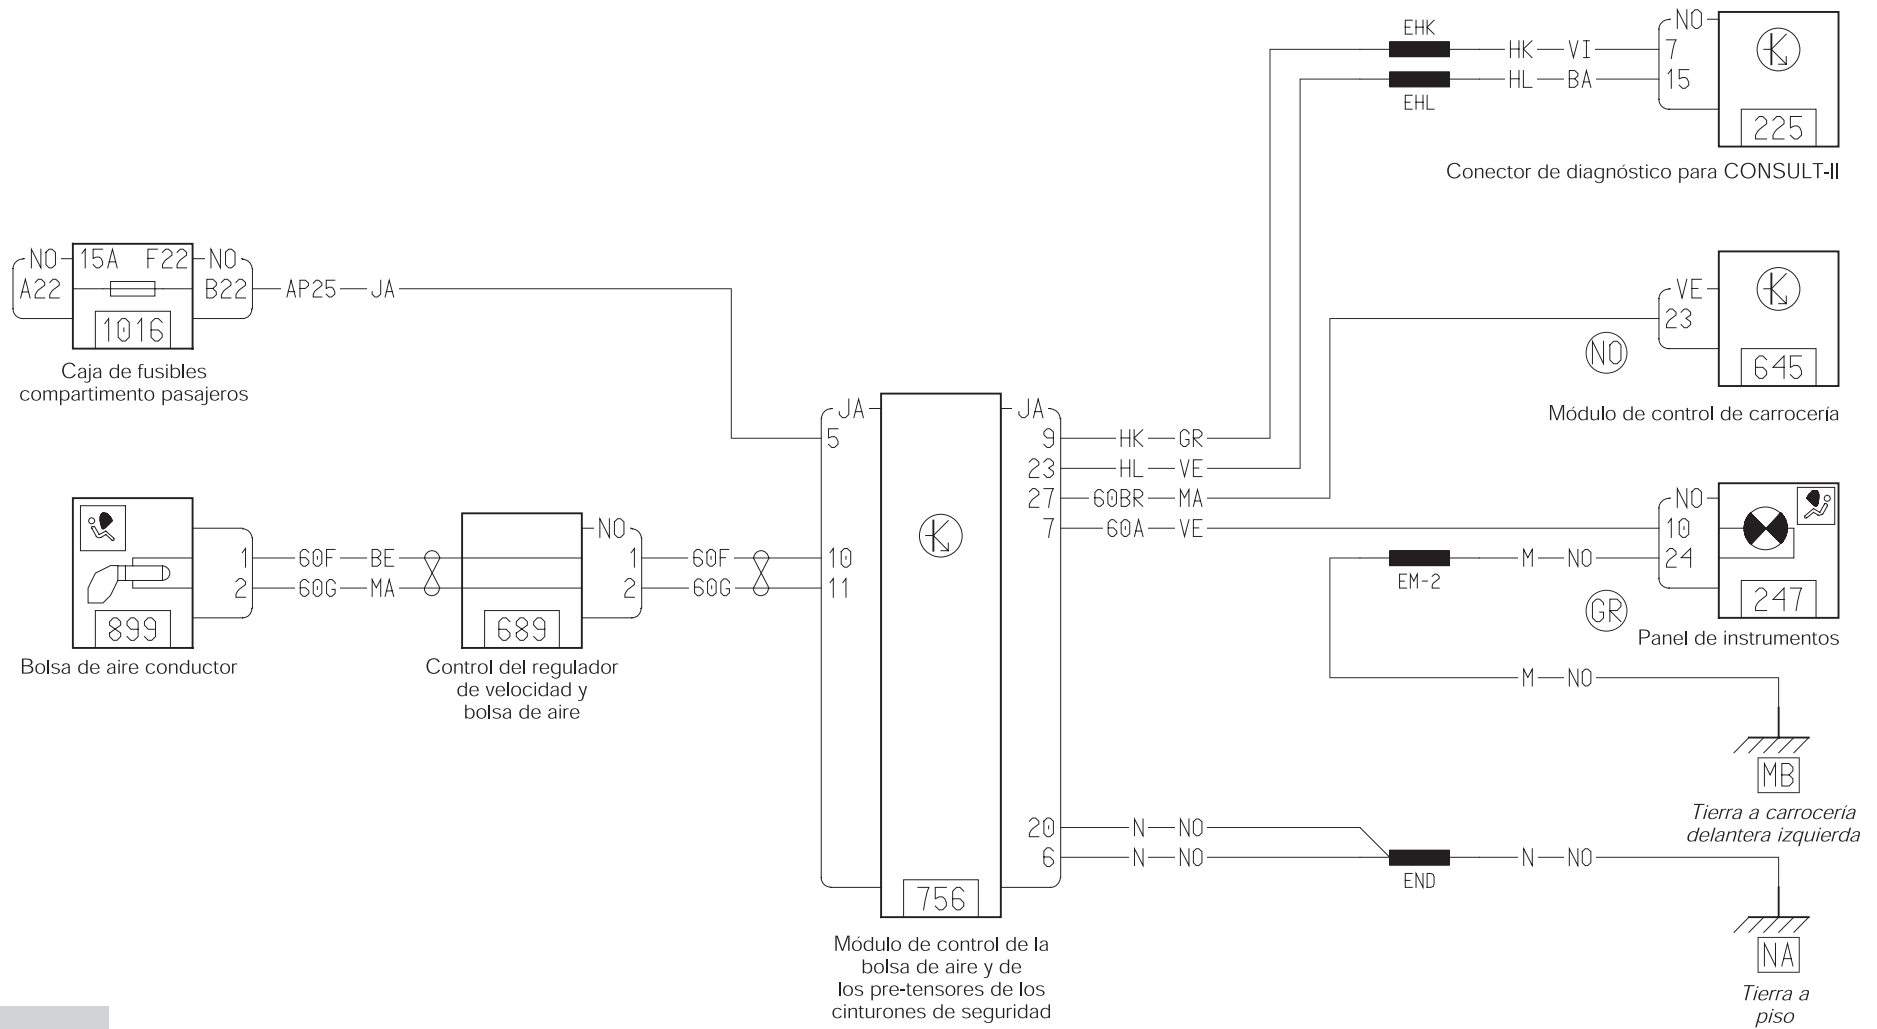 EHK
HK VI
NO
7
HL BA
15
EHL
225
Conector de diagnóstico para CONSULT-II
NO 15A F22 NO
A22 B22 AP25 JA
1016
Caja de fusibles
compartimento pasajeros
VE
23
NO
645
Módulo de control de carrocería
JA JA
5 9 HK GR
23 HL VE
27 60BR MA
7 60A VE
NO
10
EM-2
M NO
24
GR
247
Panel de instrumentos
NO
1 60F BE 1 60F 10
2 60G MA 2 60G 11
899
Bolsa de aire conductor
689
Control del regulador
de velocidad y
bolsa de aire
M NO
MB
Tierra a carrocería
delantera izquierda
20 N NO
6 N NO
END
N NO
NA
Tierra a
piso
756
Módulo de control de la
bolsa de aire y de
los pre-tensores de los
cinturones de seguridad